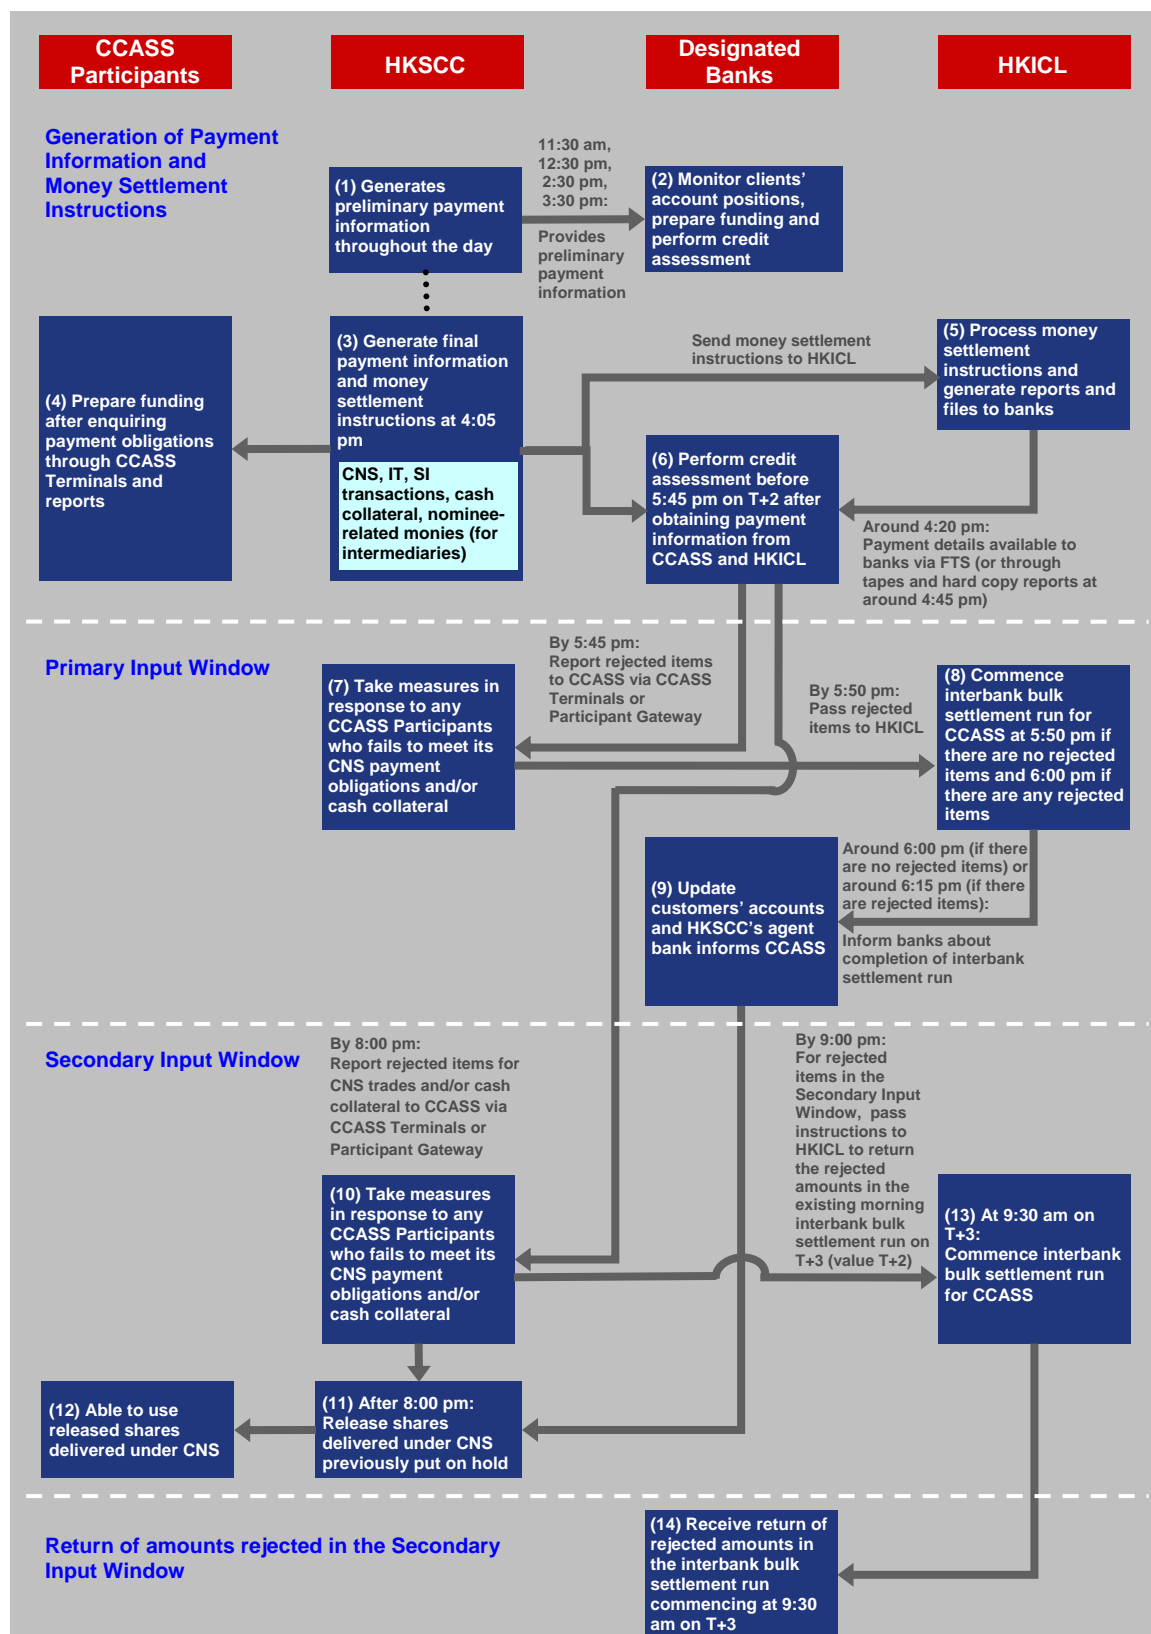 CCASS
Participants
HKSCC
Designated
Banks
HKICL
Generation of Payment
Information and
Money Settlement
Instructions
(1) Generates
preliminary payment
information
throughout the day
11:30 am,
12:30 pm,
2:30 pm,
3:30 pm:
Provides
preliminary
payment
information
(2) Monitor clients'
account positions,
prepare funding and
perform credit
assessment
(3) Generate final
payment information
and money
settlement
instructions at 4:05
pm
CNS, IT, SI
transactions, cash
collateral, nominee-
related monies (for
intermediaries)
(4) Prepare funding
after enquiring
payment obligations
through CCASS
Terminals and
reports
Send money settlement
instructions to HKICL
(5) Process money
settlement
instructions and
generate reports and
files to banks
(6) Perform credit
assessment before
5:45 pm on T+2 after
obtaining payment
information from
CCASS and HKICL
Around 4:20 pm:
Payment details available to
banks via FTS (or through
tapes and hard copy reports at
around 4:45 pm)
Primary Input Window
By 5:45 pm:
Report rejected items
to CCASS via CCASS
Terminals or
Participant Gateway
(7) Take measures in
response to any
CCASS Participants
who fails to meet its
CNS payment
obligations and/or
cash collateral
By 5:50 pm:
Pass rejected
items to HKICL
(8) Commence
interbank bulk
settlement run for
CCASS at 5:50 pm if
there are no rejected
items and 6:00 pm if
there are any rejected
items
Around 6:00 pm (if there
are no rejected items) or
around 6:15 pm (if there
are rejected items):
Inform banks about
completion of interbank
settlement run
(9) Update
customers' accounts
and HKSCC's agent
bank informs CCASS
Secondary Input Window
By 8:00 pm:
Report rejected items for
CNS trades and/or cash
collateral to CCASS via
CCASS Terminals or
Participant Gateway
By 9:00 pm:
For rejected
items in the
Secondary Input
Window, pass
instructions to
HKICL to return
the rejected
amounts in the
existing morning
interbank bulk
settlement run on
T+3 (value T+2)
(10) Take measures
in response to any
CCASS Participants
who fails to meet its
CNS payment
obligations and/or
cash collateral
(13) At 9:30 am on
T+3:
Commence interbank
bulk settlement run
for CCASS
(12) Able to use
released shares
delivered under CNS
(11) After 8:00 pm:
Release shares
delivered under CNS
previously put on hold
Return of amounts rejected in the Secondary
Input Window
(14) Receive return of
rejected amounts in
the interbank bulk
settlement run
commencing at 9:30
am on T+3